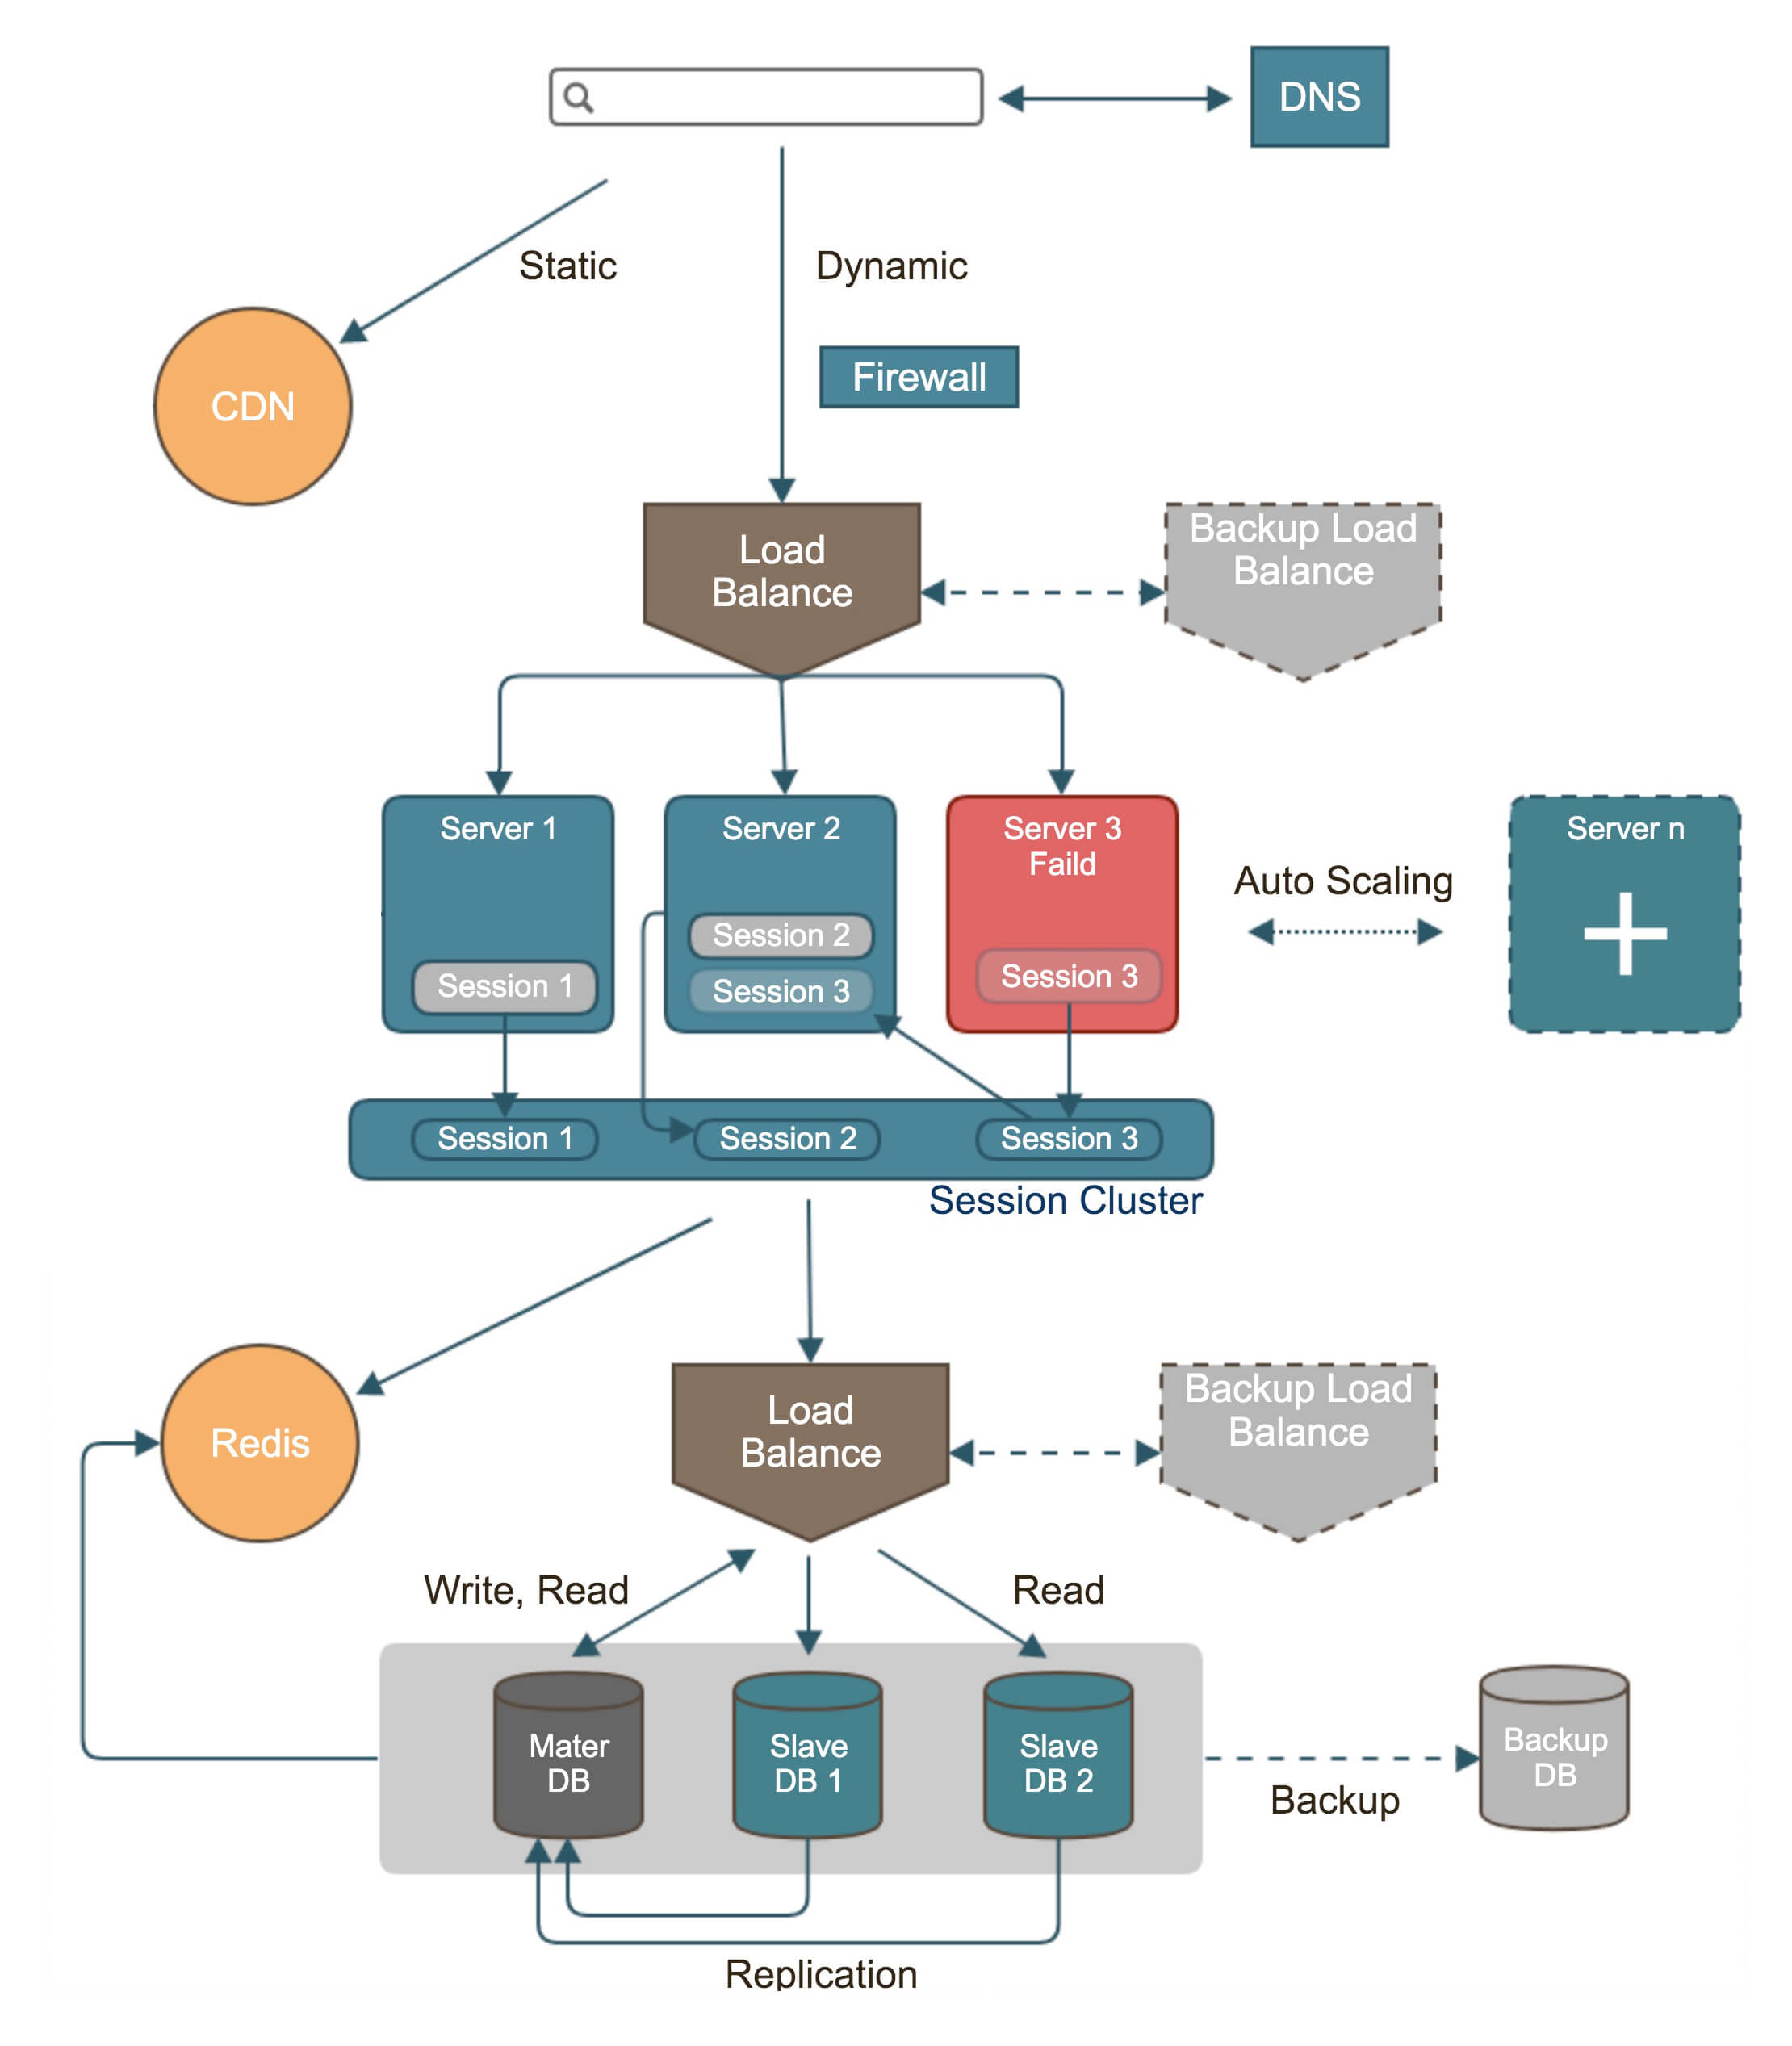 DNS
Static
Dynamic
Firewall
CDN
Load
Balance
Backup Load
Balance
Server 1
Server 2
Server 3
Faild
Server n
Auto Scaling
Session 2
Session 1
Session 3
Session 3
Session 1
Session 2
Session 3
Session Cluster
Redis
Load
Balance
Backup Load
Balance
Write, Read
Read
Mater
DB
Slave
DB 1
Slave
DB 2
Backup
DB
Backup
Replication